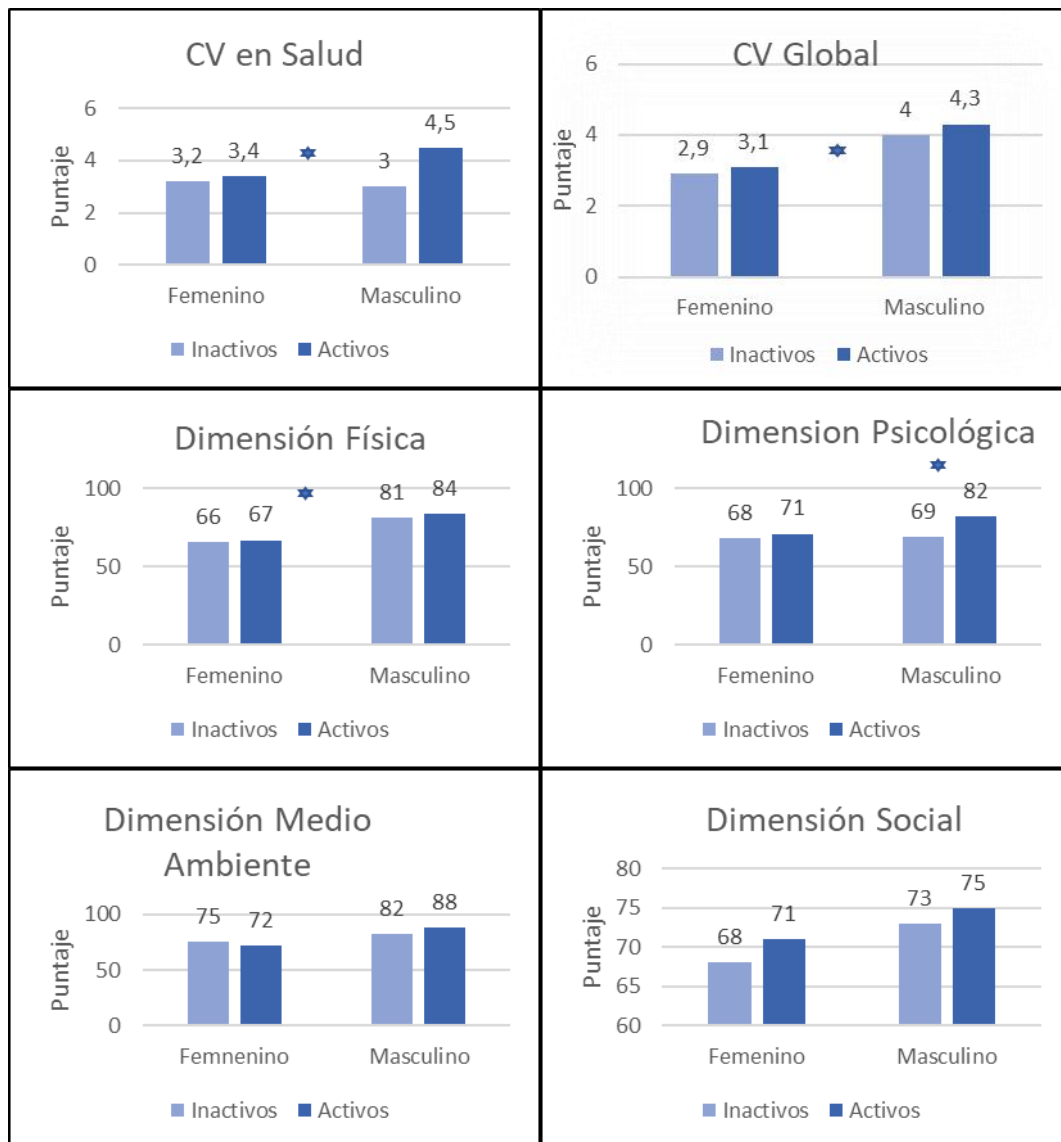 CV en Salud
6
4
2
0
Puntaje
3,2
3,4
3
4,5
Femenino
Masculino
Inactivos
Activos
CV Global
6
4
2
0
Puntaje
2,9
3,1
4
4,3
Femenino
Masculino
Inactivos
Activos
Dimensión Física
100
50
0
Puntaje
66
67
81
84
Femenino
Masculino
Inactivos
Activos
Dimension Psicológica
100
50
0
Puntaje
68
71
69
82
Femenino
Masculino
Inactivos
Activos
Dimensión Medio
Ambiente
100
50
0
Puntaje
75
72
82
88
Femnenino
Masculino
Inactivos
Activos
Dimensión Social
80
75
70
65
60
Puntaje
68
71
73
75
Femenino
Masculino
Inactivos
Activos